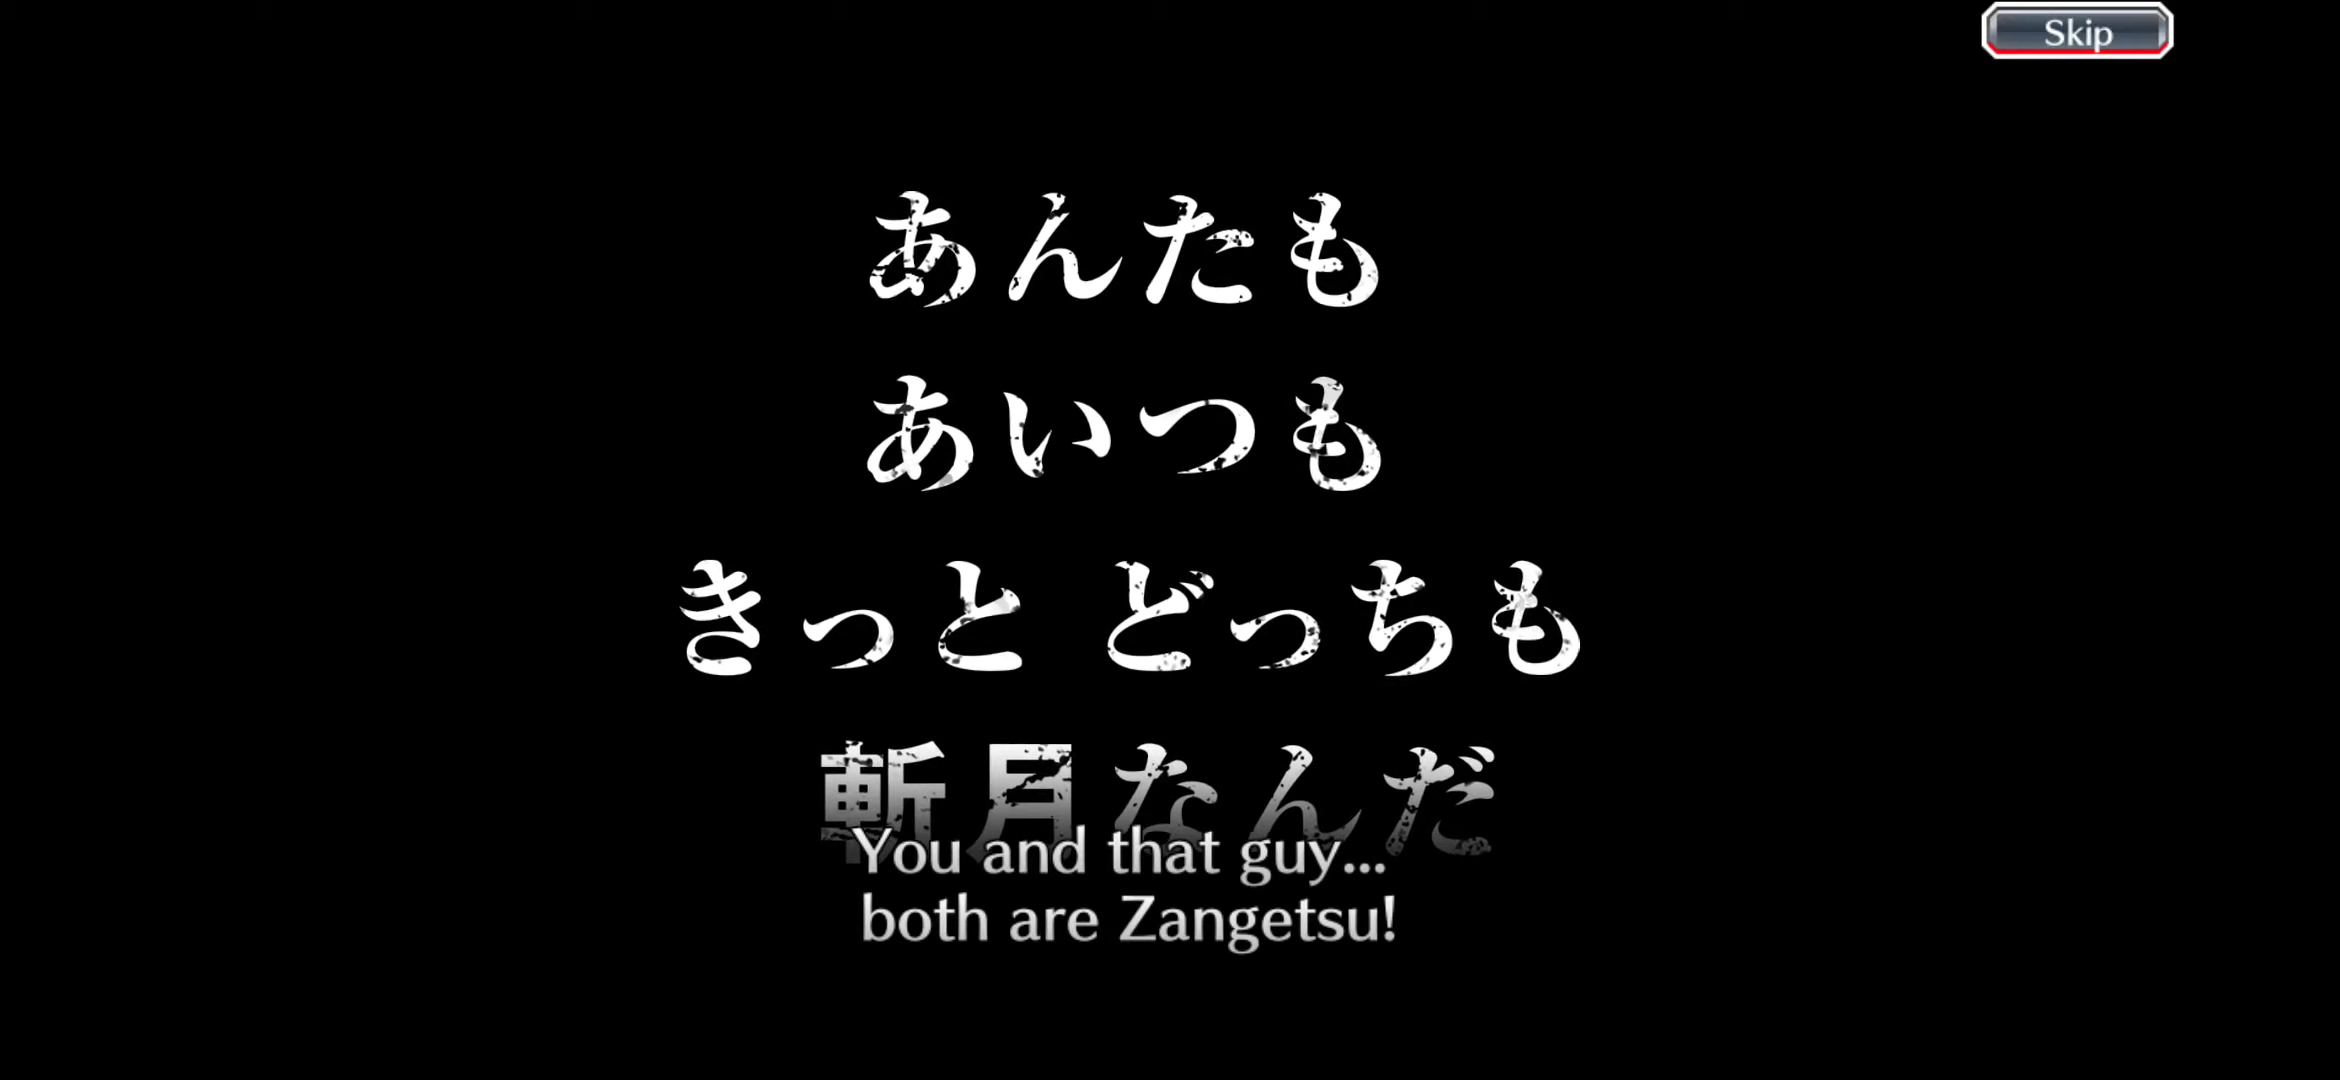 Skip
あんたも
あいつも
きっと どっちも
斬月なんだ
You and that guy...
both are Zangetsu!